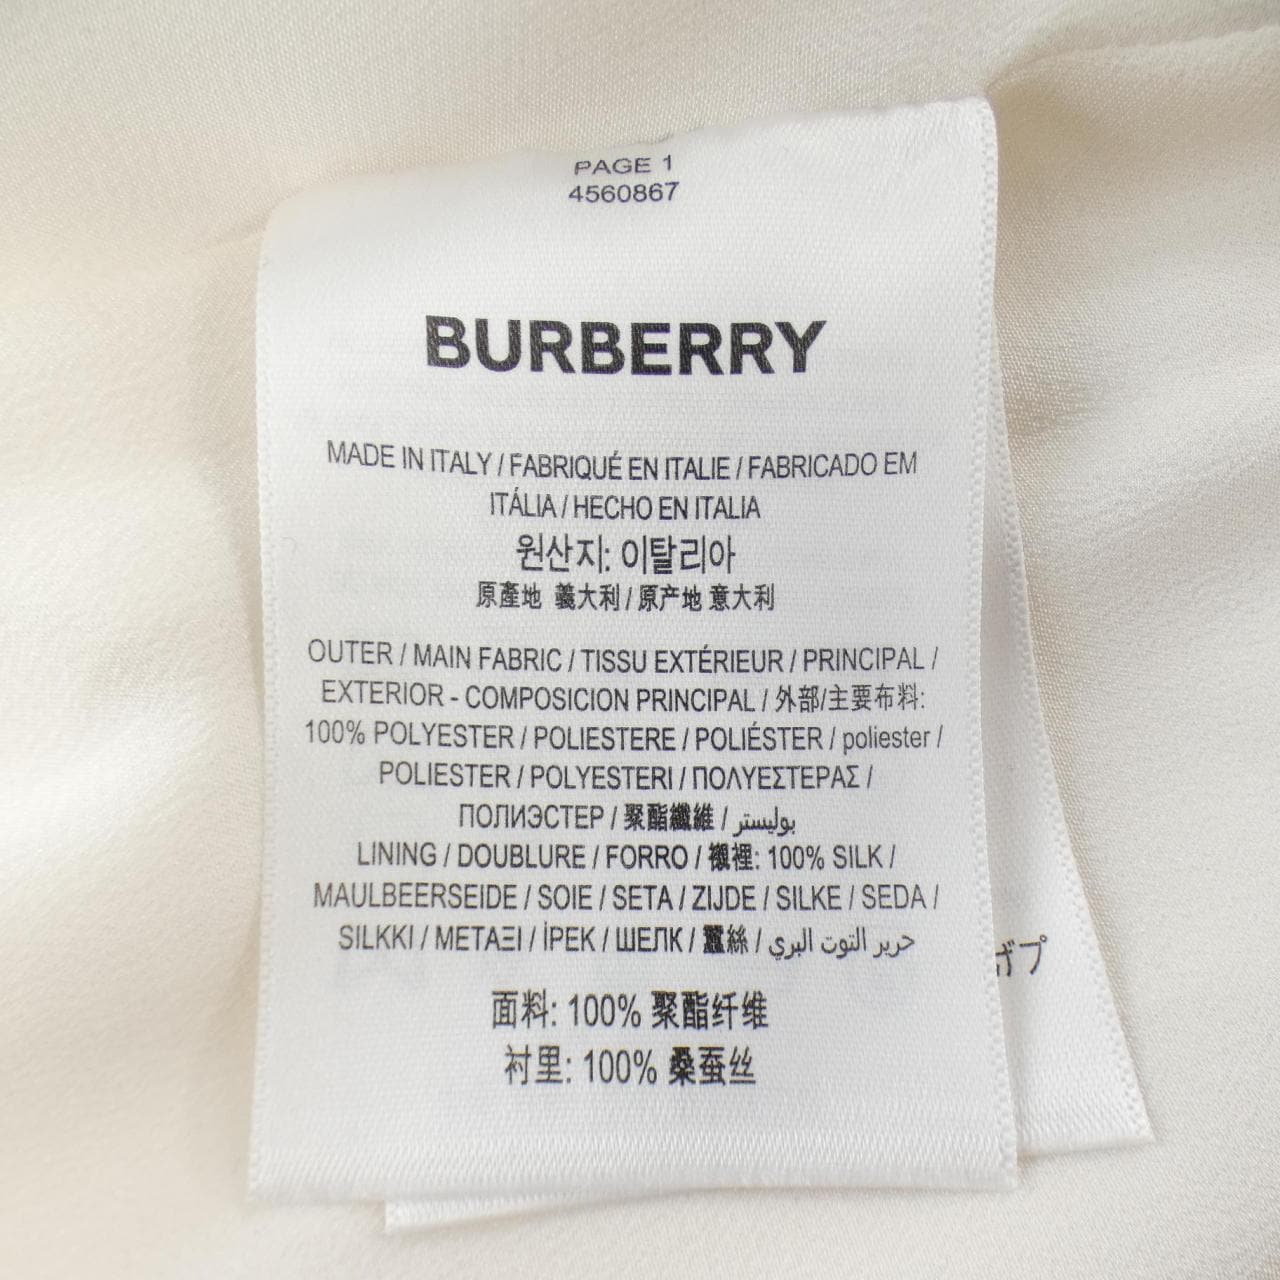 PAGE 1
4560867
BURBERRY
MADE IN ITALY / FABRIQUÉ EN ITALIE / FABRICADO EM
ITÁLIA / HECHO EN ITALIA
원산지: 이탈리아
原產地 義大利 / 原产地 意大利
OUTER / MAIN FABRIC / TISSU EXTÉRIEUR / PRINCIPAL /
EXTERIOR - COMPOSICION PRINCIPAL / 外部/主要布料:
100% POLYESTER / POLIESTERE / POLIÉSTER / poliester /
POLIESTER / POLYESTERI / ΠΟΛΥΕΣΤΕΡΑΣ /
ПОЛИЭСТЕР / 聚酯纖維 / بوليستر
LINING / DOUBLURE / FORRO / 襯裡: 100% SILK /
MAULBEERSEIDE / SOIE / SETA / ZIJDE / SILKE / SEDA /
SILKKI / ΜΕΤΑΞΙ / İPEK / ШЕЛК / 蠶絲 / حرير التوت البري
げプ
面料: 100% 聚酯纤维
衬里: 100% 桑蚕丝